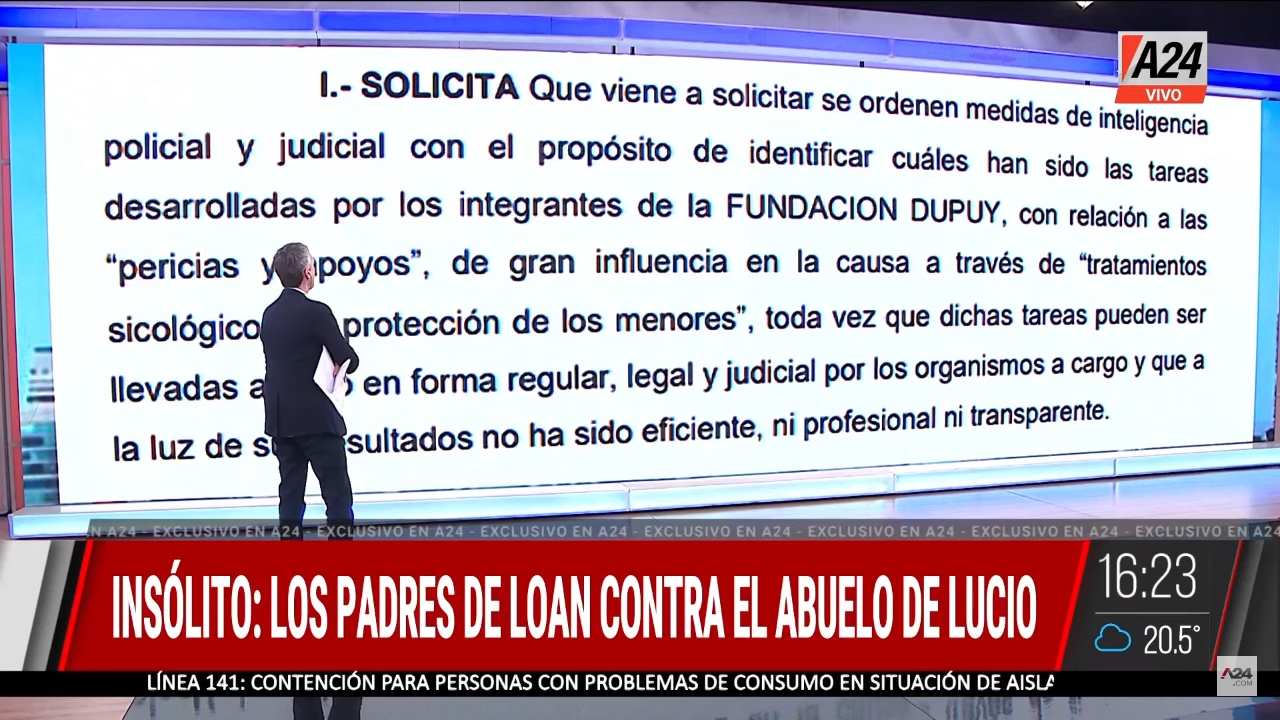 A24
VIVO
I.- SOLICITA Que viene a solicitar se ordenen medidas de inteligencia
policial y judicial con el propósito de identificar cuáles han sido las tareas
desarrolladas por los integrantes de la FUNDACION DUPUY, con relación a las
“pericias y poyos”, de gran influencia en la causa a través de “tratamientos
sicológico protección de los menores”, toda vez que dichas tareas pueden ser
llevadas a en forma regular, legal y judicial por los organismos a cargo y que a
la luz de sultados no ha sido eficiente, ni profesional ni transparente.
N A24 - EXCLUSIVO EN A24 - EXCLUSIVO EN A24 - EXCLUSIVO EN A24 - EXCLUSIVO EN A24 - EXCLUSIVO EN A24 - EXCLUSIVO EN A24 - EXCLUSIVO EN A24
INSÓLITO: LOS PADRES DE LOAN CONTRA EL ABUELO DE LUCIO
16:23
20.5°
LÍNEA 141: CONTENCIÓN PARA PERSONAS CON PROBLEMAS DE CONSUMO EN SITUACIÓN DE AISLA
A24
.COM